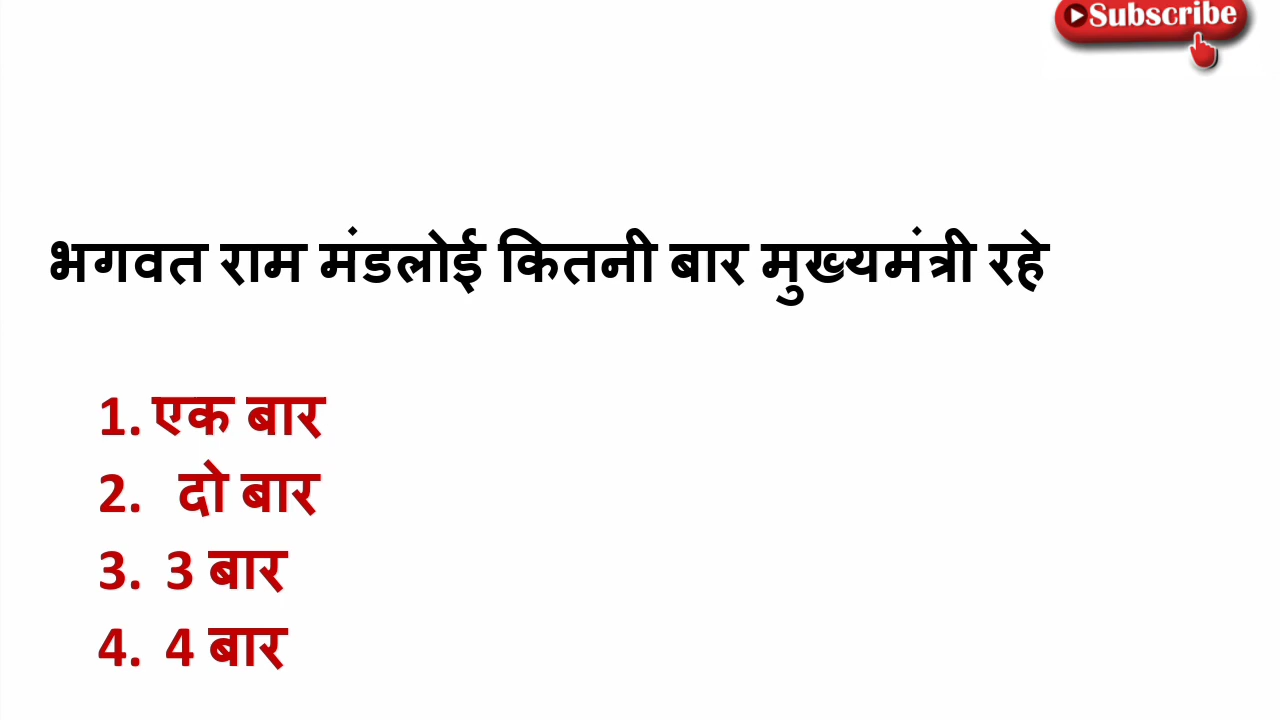 Subscribe
भगवत राम मंडलोई कितनी बार मुख्यमंत्री रहे
1. एक बार
2. दो बार
3. 3 बार
4. 4 बार